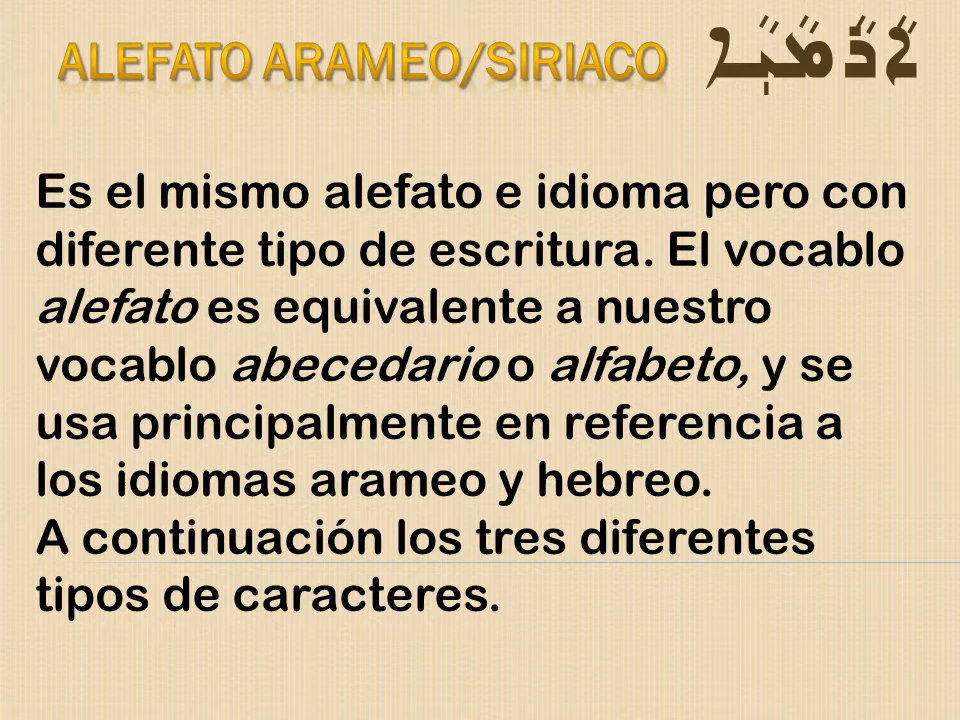 ALEFATO ARAMEO/SIRIACO
Es el mismo alefato e idioma pero con
diferente tipo de escritura. El vocablo
alefato es equivalente a nuestro
vocablo abecedario o alfabeto, y se
usa principalmente en referencia a
los idiomas arameo y hebreo.
A continuación los tres diferentes
tipos de caracteres.